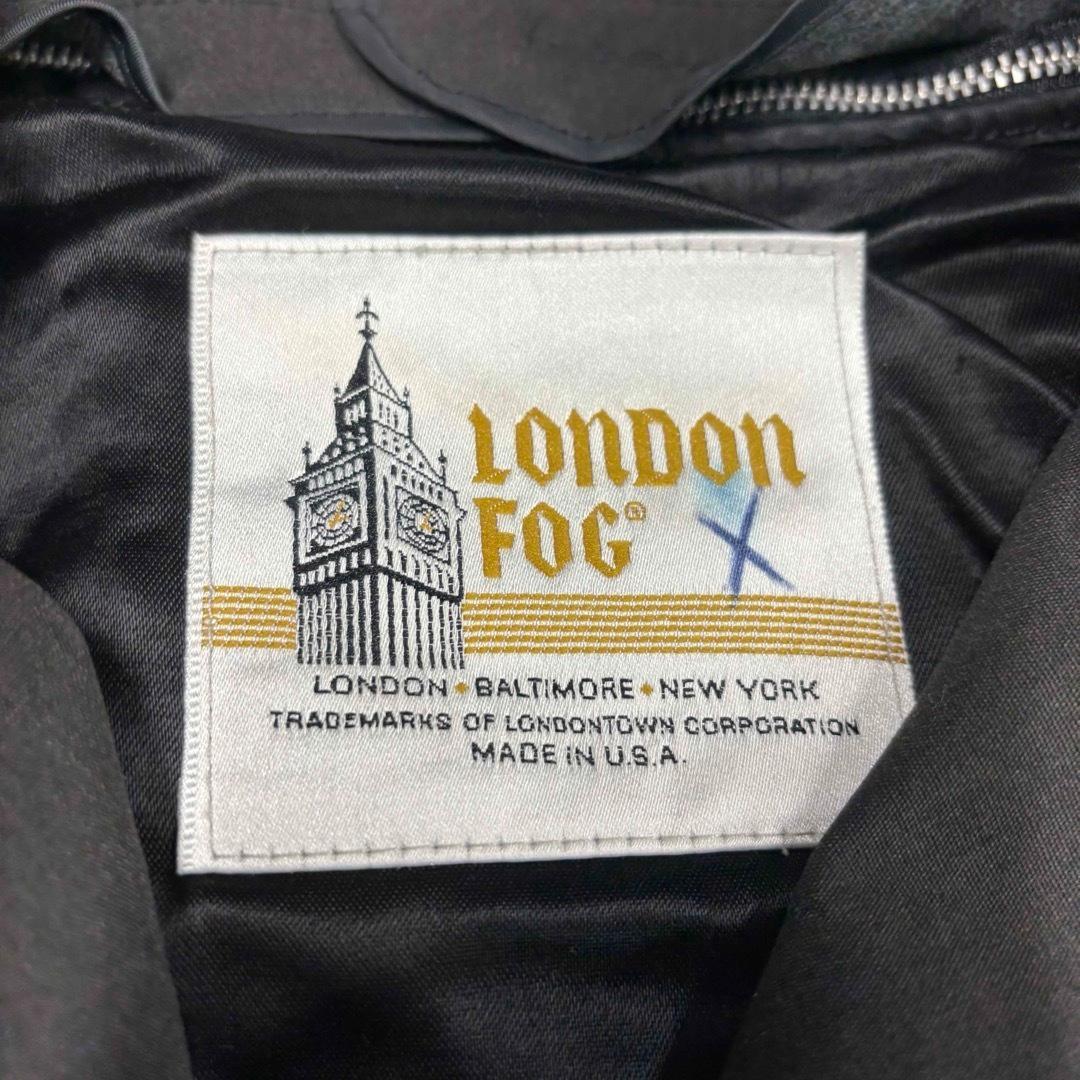 LONDON
FOG®
X
LONDON • BALTIMORE • NEW YORK
TRADEMARKS OF LONDONTOWN CORPORATION
MADE IN U.S.A.